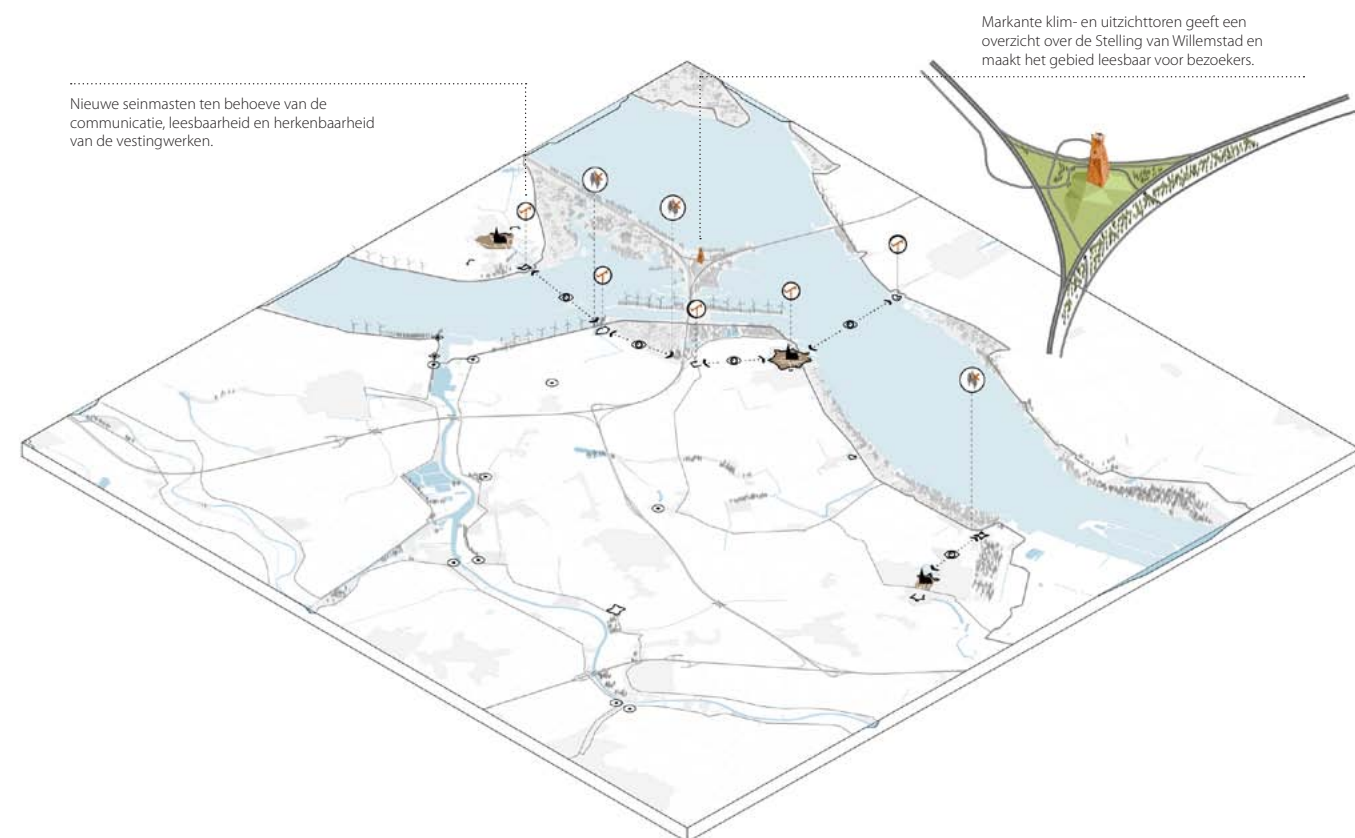 Nieuwe seinmasten ten behoeve van de
communicatie, leesbaarheid en herkenbaarheid
van de vestingwerken.
Markante klim- en uitzichttoren geeft een
overzicht over de Stelling van Willemstad en
maakt het gebied leesbaar voor bezoekers.